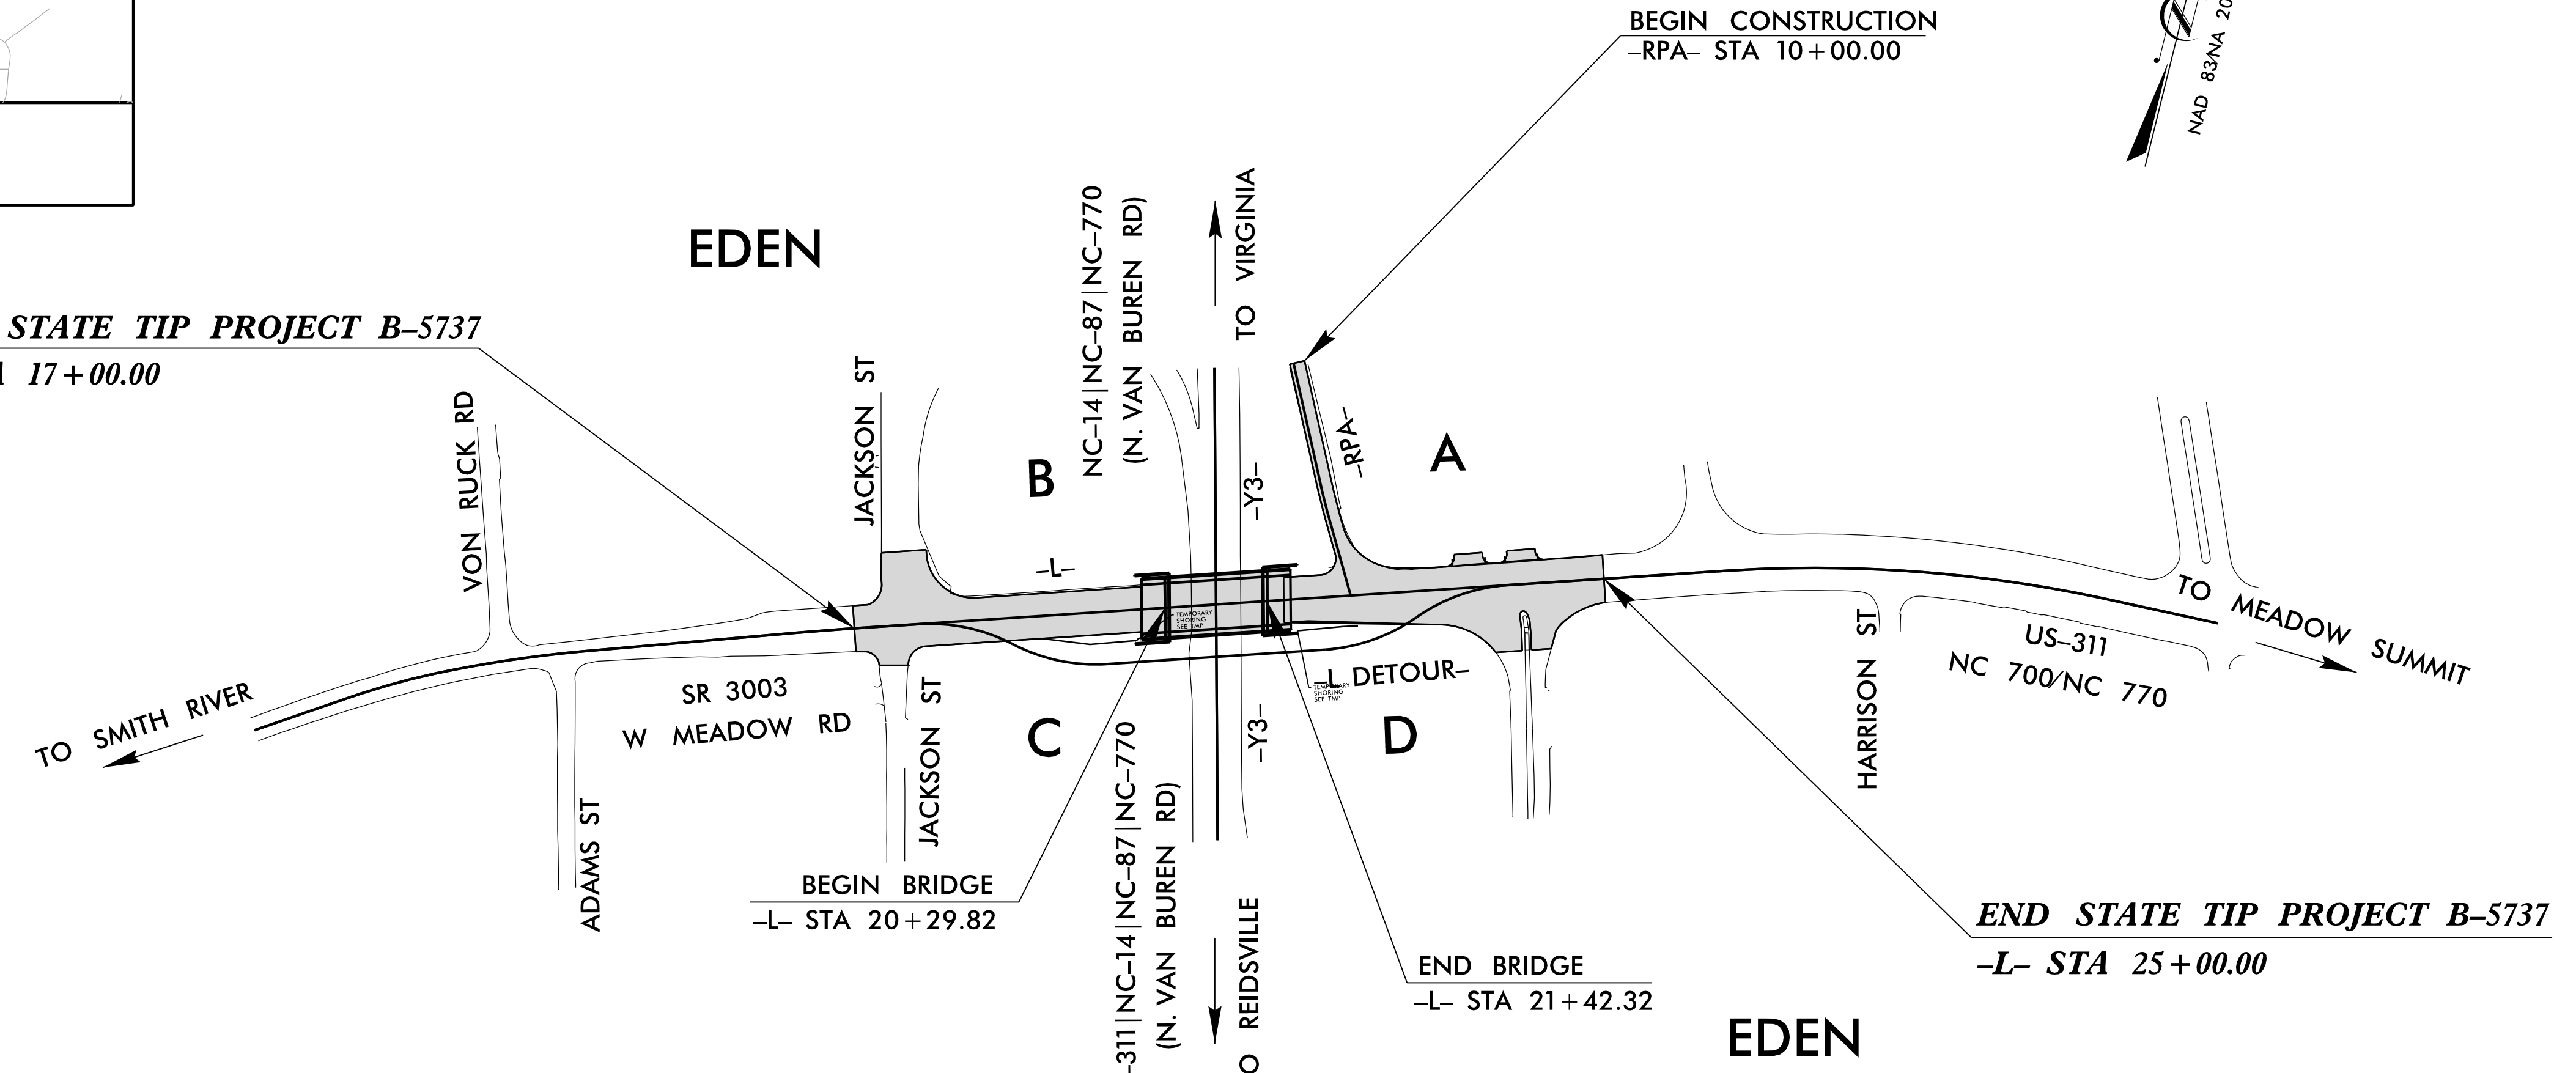 BEGIN CONSTRUCTION
–RPA– STA 10+00.00
NAD 83/NA 20
EDEN
NC–14|NC–87|NC–770
(N. VAN BUREN RD)
TO VIRGINIA
STATE TIP PROJECT B–5737
17+00.00
VON RUCK RD
JACKSON ST
B
–Y3–
–RPA–
A
–L–
TEMPORARY
SHORING
SEE TMP
TO SMITH RIVER
SR 3003
W MEADOW RD
–L DETOUR–
TEMPORARY
SHORING
SEE TMP
TO MEADOW SUMMIT
US–311
NC 700/NC 770
HARRISON ST
ADAMS ST
JACKSON ST
C
–Y3–
D
–311|NC–14|NC–87|NC–770
(N. VAN BUREN RD)
O REIDSVILLE
BEGIN BRIDGE
–L– STA 20+29.82
END BRIDGE
–L– STA 21+42.32
END STATE TIP PROJECT B–5737
–L– STA 25+00.00
EDEN